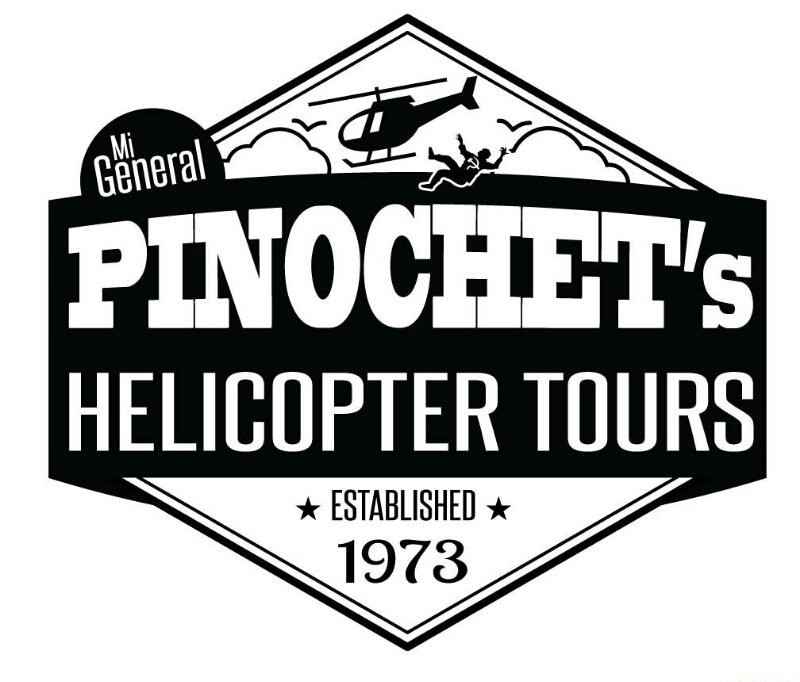 Mi
General
PINOCHET's
HELICOPTER TOURS
★ ESTABLISHED ★
1973